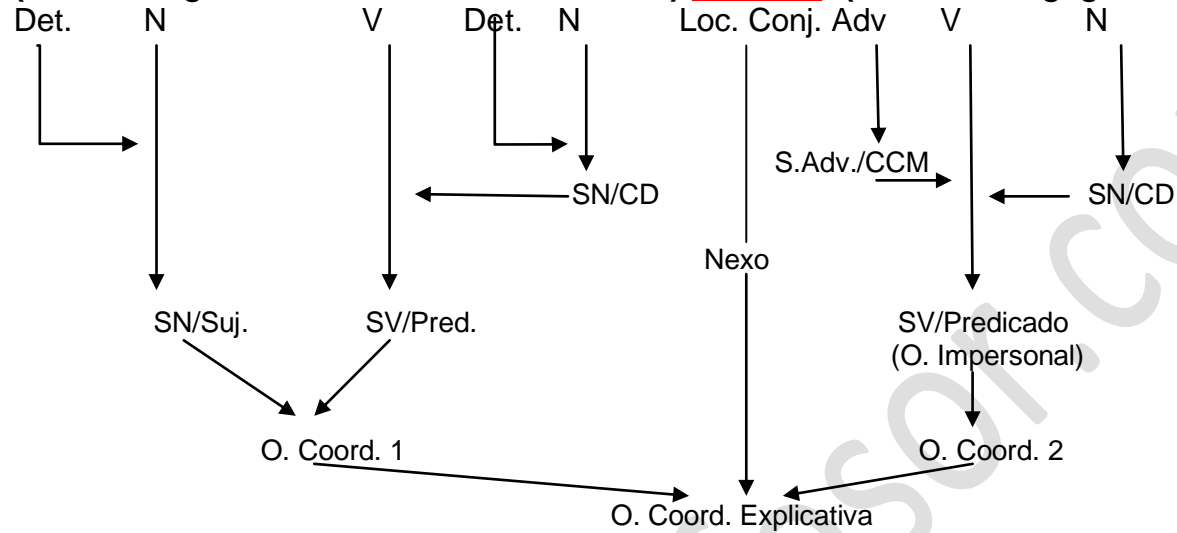 Det. N V Det. N Loc. Conj. Adv V N
S.Adv./CCM
SN/CD SN/CD
Nexo
SN/Suj. SV/Pred. SV/Predicado
(O. Impersonal)
O. Coord. 1 O. Coord. 2
O. Coord. Explicativa